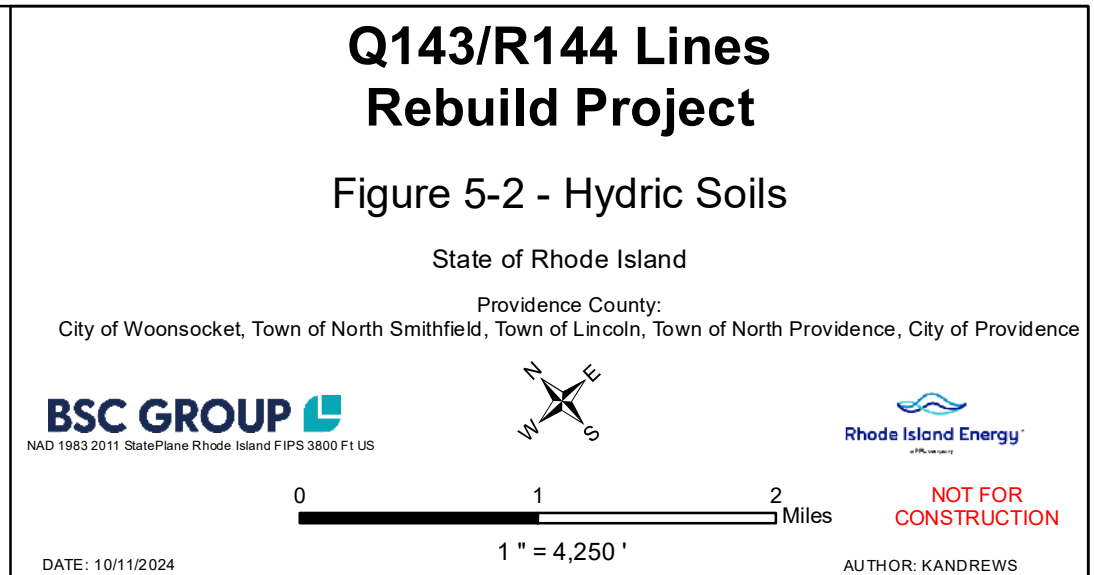 Q143/R144 Lines
Rebuild Project
Figure 5-2 - Hydric Soils
State of Rhode Island
Providence County:
City of Woonsocket, Town of North Smithfield, Town of Lincoln, Town of North Providence, City of Providence
N E
W S
BSC GROUP
NAD 1983 2011 StatePlane Rhode Island FIPS 3800 Ft US
Rhode Island Energy
a PPL company
0 1 2
Miles
1 " = 4,250 '
NOT FOR
CONSTRUCTION
DATE: 10/11/2024
AUTHOR: KANDREWS